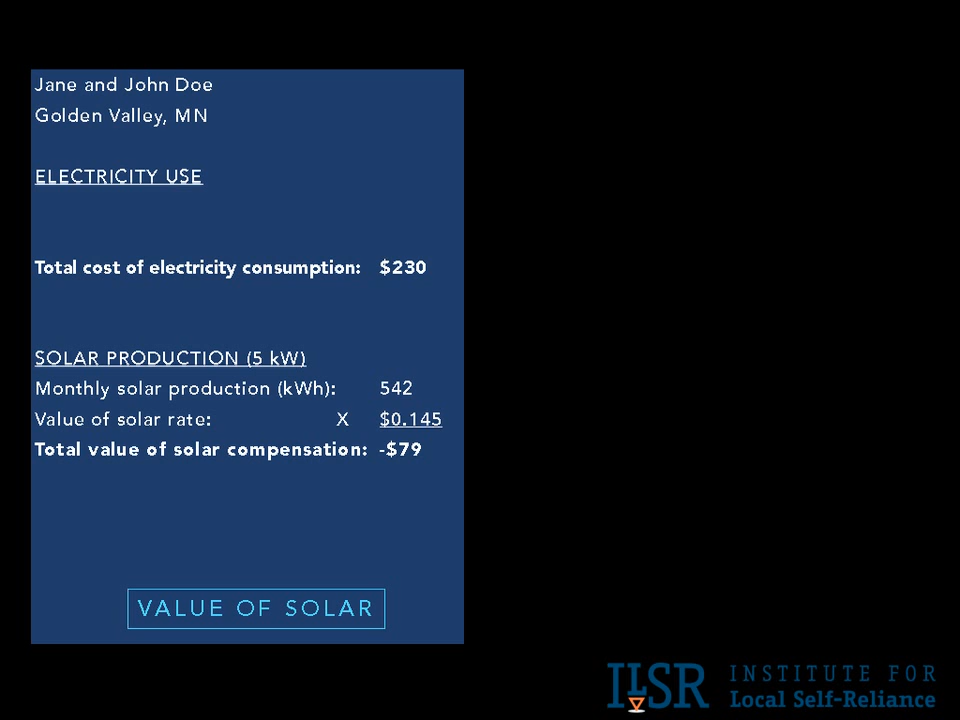 Jane and John Doe
Golden Valley, MN
ELECTRICITY USE
Total cost of electricity consumption: $230
SOLAR PRODUCTION (5 kW)
Monthly solar production (kWh): 542
Value of solar rate: X $0.145
Total value of solar compensation: -$79
VALUE OF SOLAR
ILSR INSTITUTE FOR
Local Self-Reliance